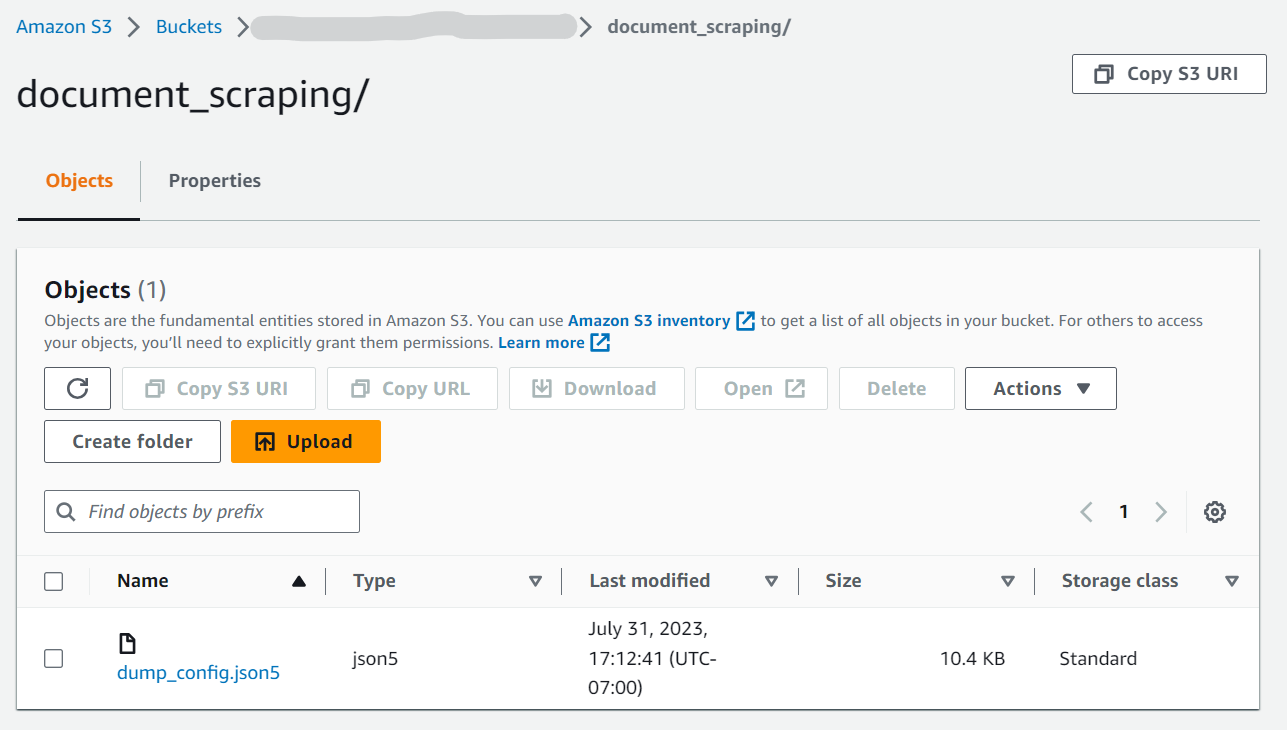 Amazon S3 Buckets document_scraping/
document_scraping/
Copy S3 URI
Objects Properties
Objects (1)
Objects are the fundamental entities stored in Amazon S3. You can use Amazon S3 inventory to get a list of all objects in your bucket. For others to access
your objects, you’ll need to explicitly grant them permissions. Learn more
Copy S3 URI Copy URL Download Open Delete Actions
Create folder Upload
Find objects by prefix 1
Name Type Last modified Size Storage class
dump_config.json5 json5 July 31, 2023, 10.4 KB Standard
17:12:41 (UTC-
07:00)